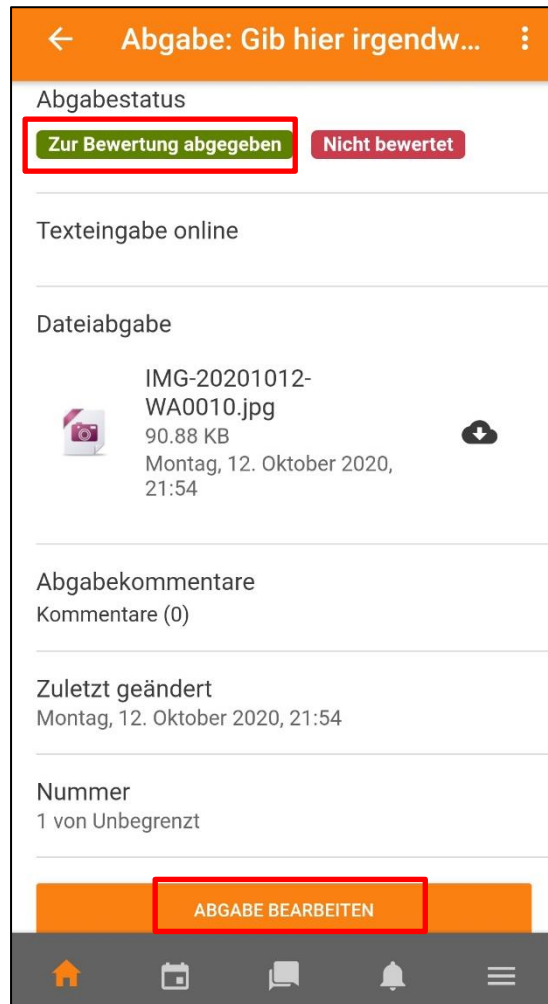 Abgabe: Gib hier irgendw...
Abgabestatus
Zur Bewertung abgegeben Nicht bewertet
Texteingabe online
Dateiabgabe
IMG-20201012-
WA0010.jpg
90.88 KB
Montag, 12. Oktober 2020,
21:54
Abgabekommentare
Kommentare (0)
Zuletzt geändert
Montag, 12. Oktober 2020, 21:54
Nummer
1 von Unbegrenzt
ABGABE BEARBEITEN